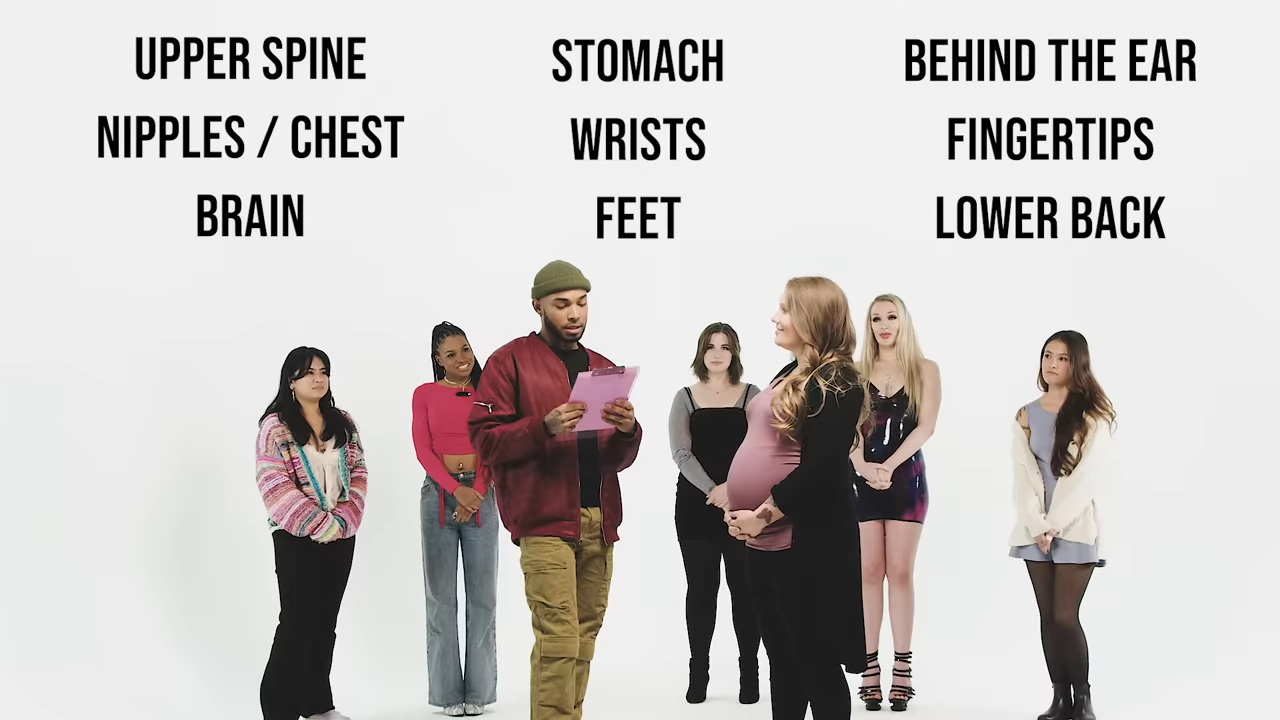 UPPER SPINE
NIPPLES / CHEST
BRAIN
STOMACH
WRISTS
FEET
BEHIND THE EAR
FINGERTIPS
LOWER BACK